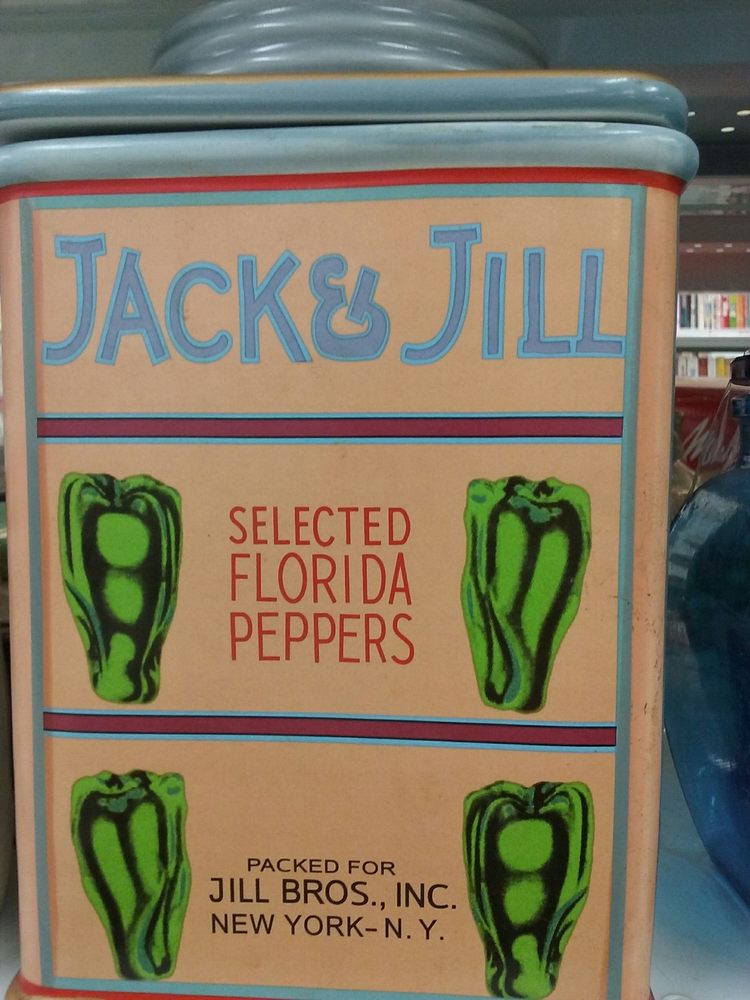 JACK & JILL
SELECTED
FLORIDA
PEPPERS
PACKED FOR
JILL BROS., INC.
NEW YORK-N.Y.